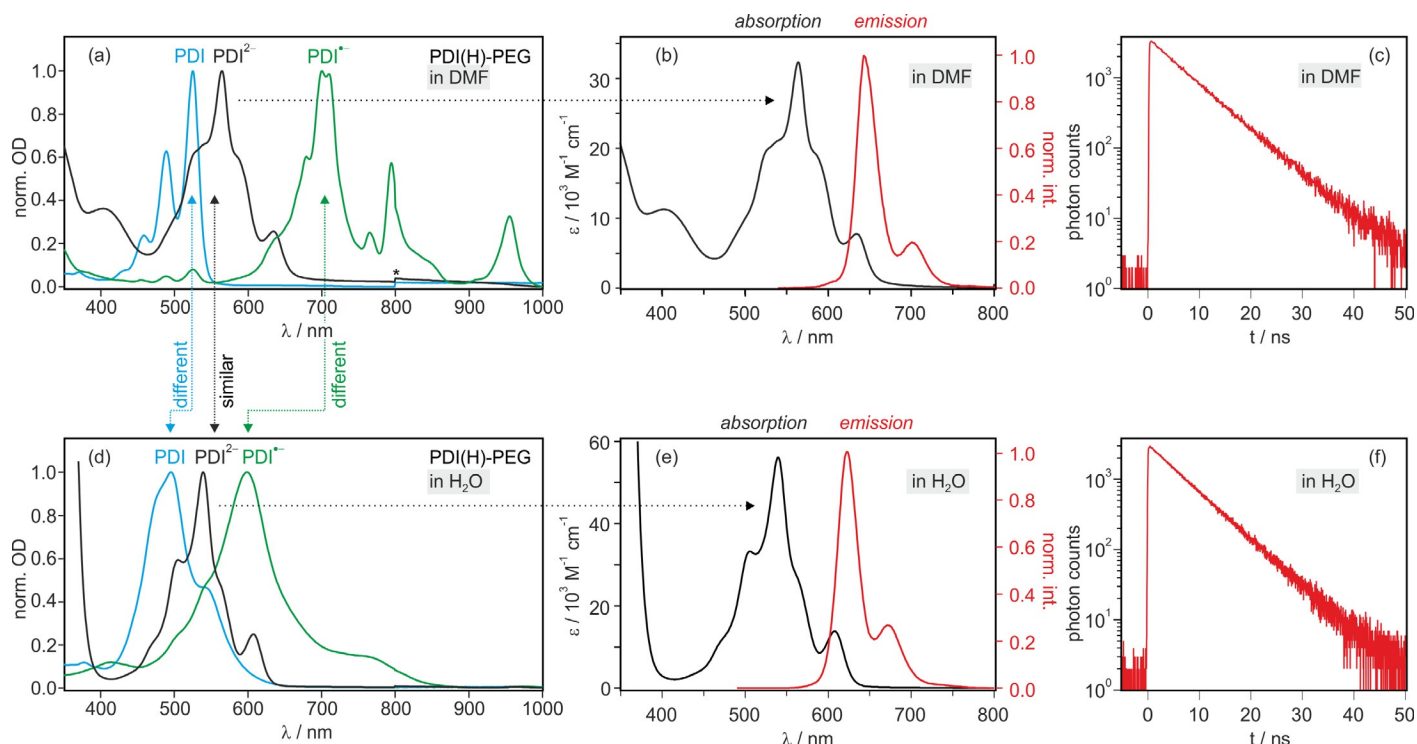 absorption emission
(a) PDI PDI²⁻ PDI•⁻ PDI(H)-PEG
in DMF
norm. OD
1.0
0.8
0.6
0.4
0.2
0.0
*
400 500 600 700 800 900 1000
λ / nm
(b) in DMF
ε / 10³ M⁻¹ cm⁻¹
30
20
10
0
1.0
0.8
0.6
0.4
0.2
0.0
norm. int.
400 500 600 700 800
λ / nm
(c)
in DMF
photon counts
10³
10²
10¹
10⁰
0 10 20 30 40 50
t / ns
different
similar
different
absorption emission
(d) PDI PDI²⁻ PDI•⁻ PDI(H)-PEG
in H₂O
norm. OD
1.0
0.8
0.6
0.4
0.2
0.0
400 500 600 700 800 900 1000
λ / nm
(e) in H₂O
ε / 10³ M⁻¹ cm⁻¹
60
50
40
30
20
10
0
1.0
0.8
0.6
0.4
0.2
0.0
norm. int.
400 500 600 700 800
λ / nm
(f)
in H₂O
photon counts
10³
10²
10¹
10⁰
0 10 20 30 40 50
t / ns